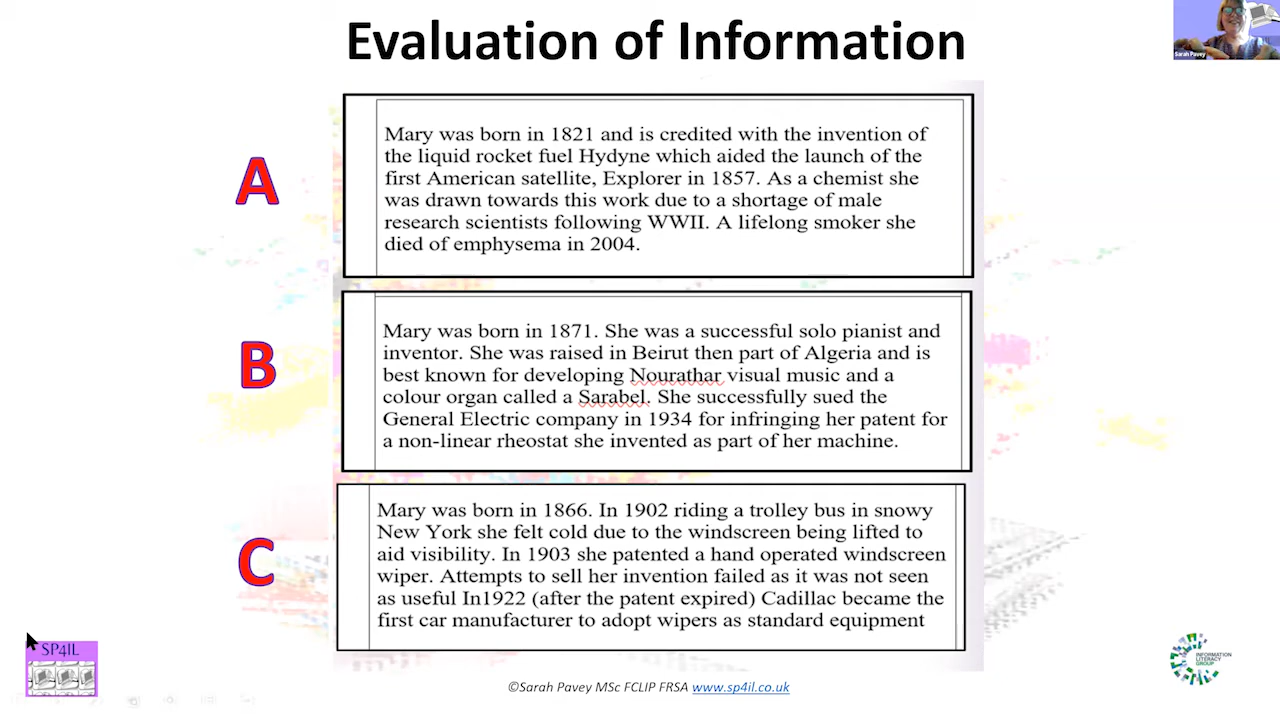 Evaluation of Information
Sarah Pavey
A
Mary was born in 1821 and is credited with the invention of
the liquid rocket fuel Hydyne which aided the launch of the
first American satellite, Explorer in 1857. As a chemist she
was drawn towards this work due to a shortage of male
research scientists following WWII. A lifelong smoker she
died of emphysema in 2004.
B
Mary was born in 1871. She was a successful solo pianist and
inventor. She was raised in Beirut then part of Algeria and is
best known for developing Nourathar visual music and a
colour organ called a Sarabel. She successfully sued the
General Electric company in 1934 for infringing her patent for
a non-linear rheostat she invented as part of her machine.
C
Mary was born in 1866. In 1902 riding a trolley bus in snowy
New York she felt cold due to the windscreen being lifted to
aid visibility. In 1903 she patented a hand operated windscreen
wiper. Attempts to sell her invention failed as it was not seen
as useful In1922 (after the patent expired) Cadillac became the
first car manufacturer to adopt wipers as standard equipment
SP4IL
INFORMATION
LITERACY
GROUP
©Sarah Pavey MSc FCLIP FRSA www.sp4il.co.uk